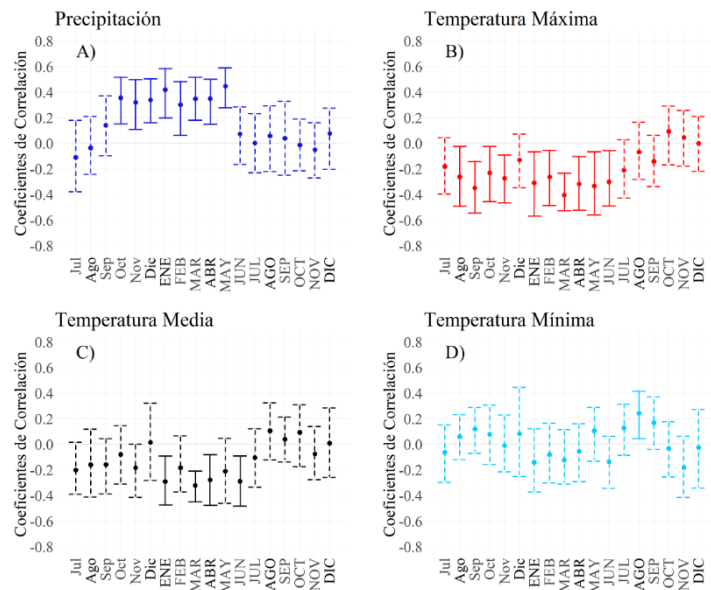 Precipitación
A)
Coeficientes de Correlación
0.8
0.6
0.4
0.2
0.0
-0.2
-0.4
-0.6
-0.8
Jul
Ago
Sep
Oct
Nov
Dic
ENE
FEB
MAR
ABR
MAY
JUN
JUL
AGO
SEP
OCT
NOV
DIC
Temperatura Máxima
B)
Coeficientes de Correlación
0.8
0.6
0.4
0.2
0.0
-0.2
-0.4
-0.6
-0.8
Jul
Ago
Sep
Oct
Nov
Dic
ENE
FEB
MAR
ABR
MAY
JUN
JUL
AGO
SEP
OCT
NOV
DIC
Temperatura Media
C)
Coeficientes de Correlación
0.8
0.6
0.4
0.2
0.0
-0.2
-0.4
-0.6
-0.8
Jul
Ago
Sep
Oct
Nov
Dic
ENE
FEB
MAR
ABR
MAY
JUN
JUL
AGO
SEP
OCT
NOV
DIC
Temperatura Mínima
D)
Coeficientes de Correlación
0.8
0.6
0.4
0.2
0.0
-0.2
-0.4
-0.6
-0.8
Jul
Ago
Sep
Oct
Nov
Dic
ENE
FEB
MAR
ABR
MAY
JUN
JUL
AGO
SEP
OCT
NOV
DIC